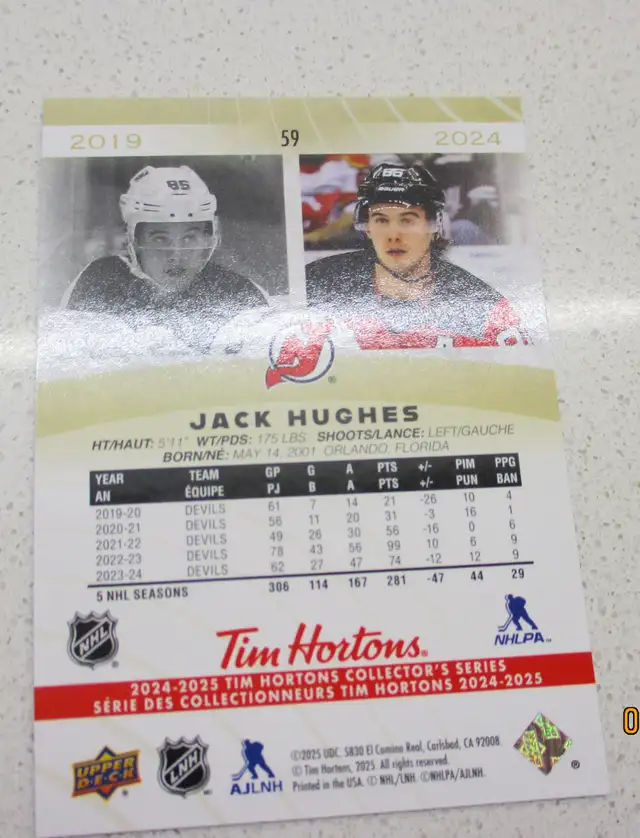 2019 59 2024
86
86
BAUER
JACK HUGHES
HT/HAUT: 5'11" WT/PDS: 175 LBS. SHOOTS/LANCE: LEFT/GAUCHE
BORN/NÉ: MAY 14, 2001 ORLANDO, FLORIDA
YEAR TEAM GP G A PTS +/- PIM PPG
AN ÉQUIPE PJ B A PTS +/- PUN BAN
2019-20 DEVILS 61 7 14 21 -26 10 4
2020-21 DEVILS 56 11 20 31 -3 16 1
2021-22 DEVILS 49 26 30 56 -16 0 6
2022-23 DEVILS 78 43 56 99 10 6 9
2023-24 DEVILS 62 27 47 74 -12 12 9
5 NHL SEASONS 306 114 167 281 -47 44 29
NHL
NHLPA
Tim Hortons®
2024-2025 TIM HORTONS COLLECTOR'S SERIES
SÉRIE DES COLLECTIONNEURS TIM HORTONS 2024-2025
UPPER
DECK
LNH
AJLNH
©2025 UDC. 5830 El Camino Real, Carlsbad, CA 92008.
© Tim Hortons, 2025. All rights reserved.
Printed in the USA. © NHL/LNH. ©NHLPA/AJLNH.
0